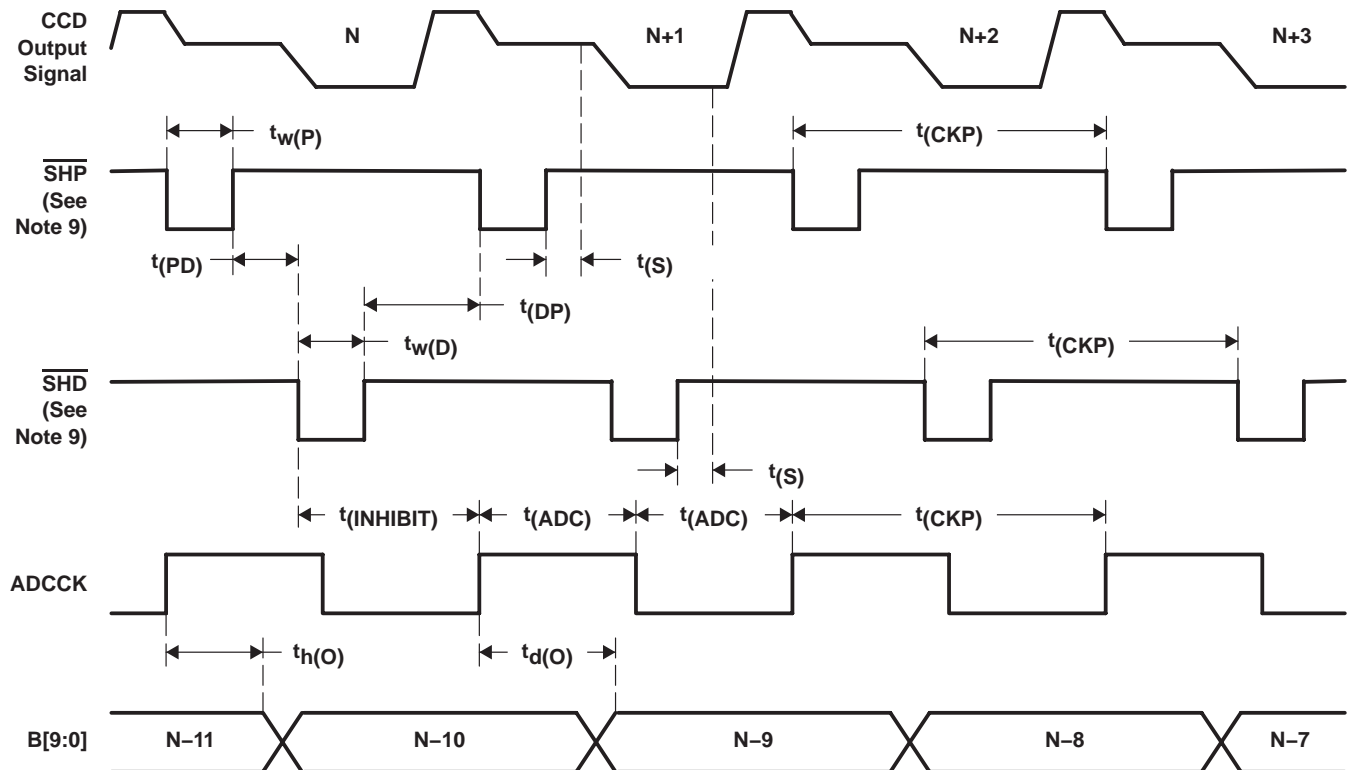 CCD
Output
Signal
N
N+1
N+2
N+3
tw(P)
t(CKP)
SHP
(See
Note 9)
t(PD)
t(S)
t(DP)
tw(D)
t(CKP)
SHD
(See
Note 9)
t(S)
t(INHIBIT)
t(ADC)
t(ADC)
t(CKP)
ADCCK
th(O)
td(O)
B[9:0]
N–11
N–10
N–9
N–8
N–7